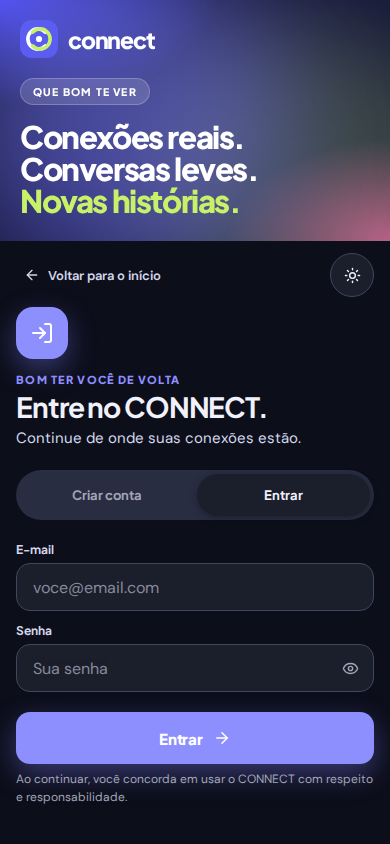 connect
QUE BOM TE VER
Conexões reais.
Conversas leves.
Novas histórias.
Voltar para o início
BOM TER VOCÊ DE VOLTA
Entre no CONNECT.
Continue de onde suas conexões estão.
Criar conta
Entrar
E-mail
voce@email.com
Senha
Sua senha
Entrar
Ao continuar, você concorda em usar o CONNECT com respeito
e responsabilidade.